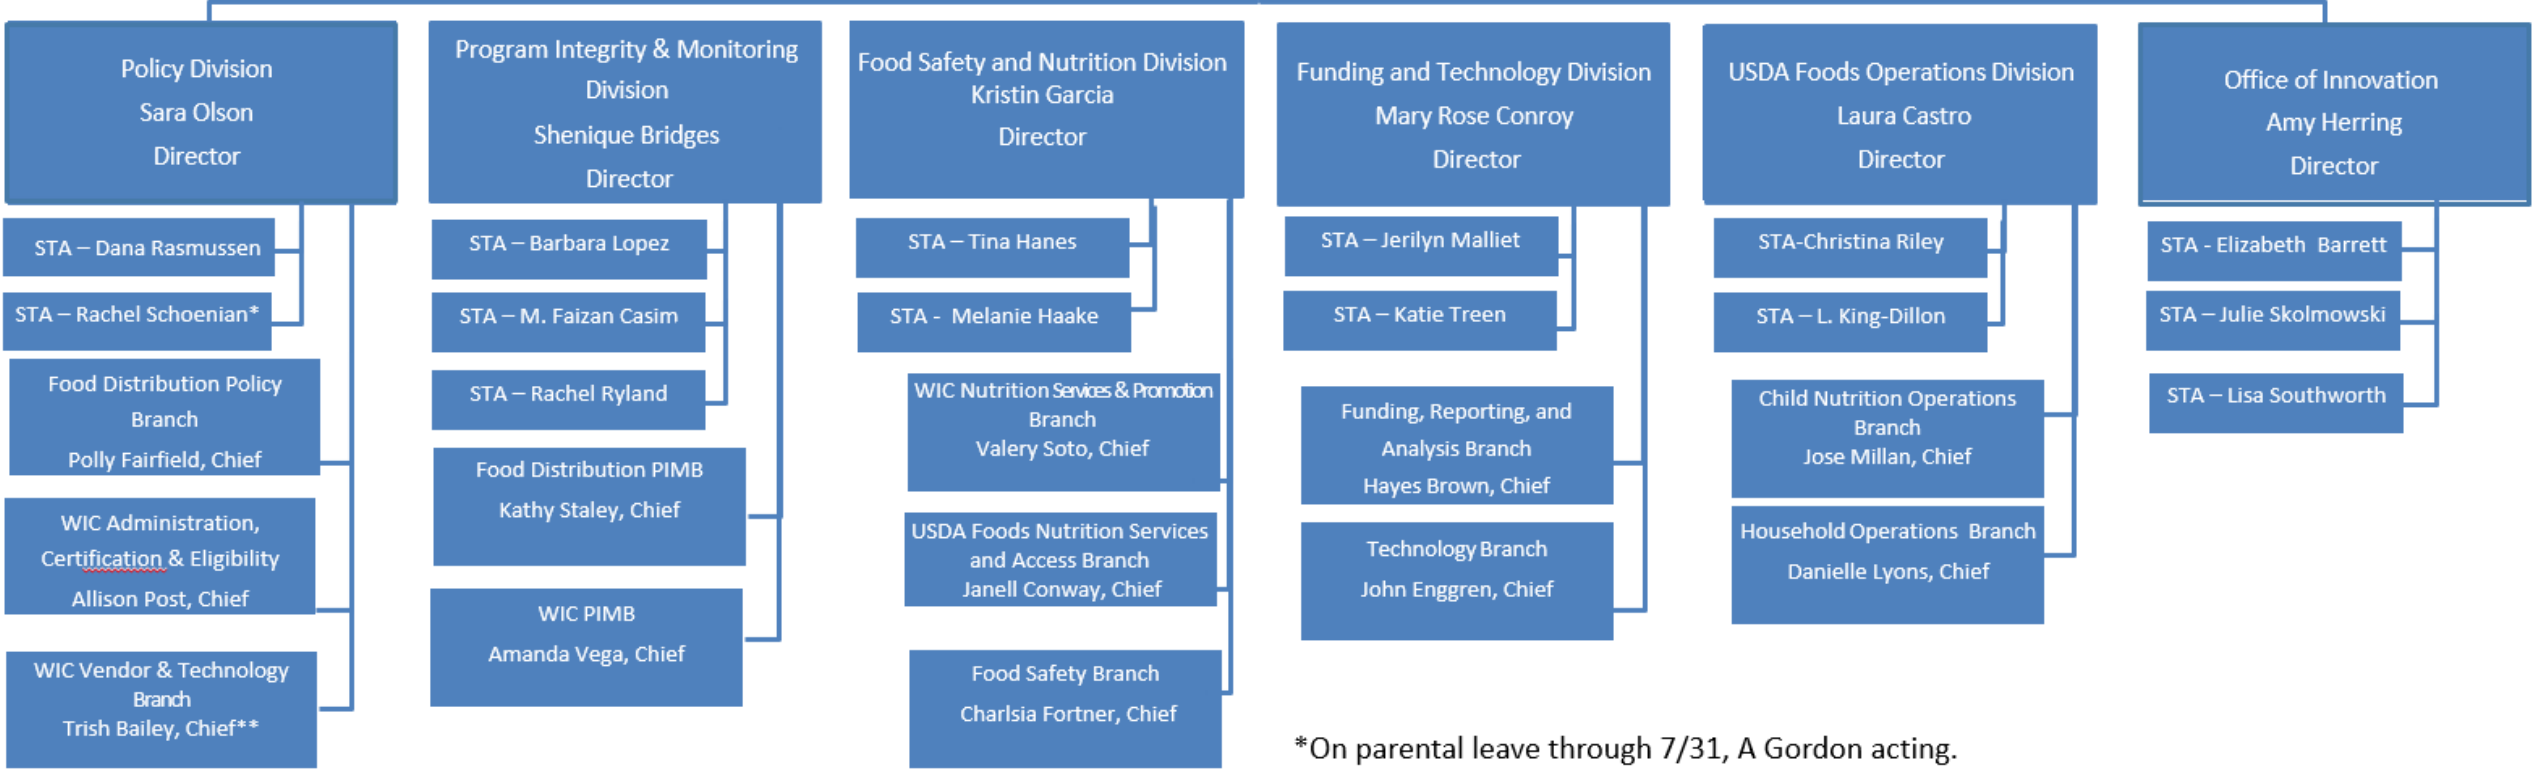 Policy Division
Sara Olson
Director
STA – Dana Rasmussen
STA – Rachel Schoenian*
Food Distribution Policy
Branch
Polly Fairfield, Chief
WIC Administration,
Certification & Eligibility
Allison Post, Chief
WIC Vendor & Technology
Branch
Trish Bailey, Chief**
Program Integrity & Monitoring
Division
Shenique Bridges
Director
STA – Barbara Lopez
STA – M. Faizan Casim
STA – Rachel Ryland
Food Distribution PIMB
Kathy Staley, Chief
WIC PIMB
Amanda Vega, Chief
Food Safety and Nutrition Division
Kristin Garcia
Director
STA – Tina Hanes
STA - Melanie Haake
WIC Nutrition Services & Promotion
Branch
Valery Soto, Chief
USDA Foods Nutrition Services
and Access Branch
Janell Conway, Chief
Food Safety Branch
Charlsia Fortner, Chief
Funding and Technology Division
Mary Rose Conroy
Director
STA – Jerilyn Malliet
STA – Katie Treen
Funding, Reporting, and
Analysis Branch
Hayes Brown, Chief
Technology Branch
John Enggren, Chief
USDA Foods Operations Division
Laura Castro
Director
STA-Christina Riley
STA – L. King-Dillon
Child Nutrition Operations
Branch
Jose Millan, Chief
Household Operations Branch
Danielle Lyons, Chief
Office of Innovation
Amy Herring
Director
STA - Elizabeth Barrett
STA – Julie Skolmowski
STA – Lisa Southworth
*On parental leave through 7/31, A Gordon acting.